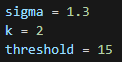 sigma = 1.3
k = 2
threshold = 15